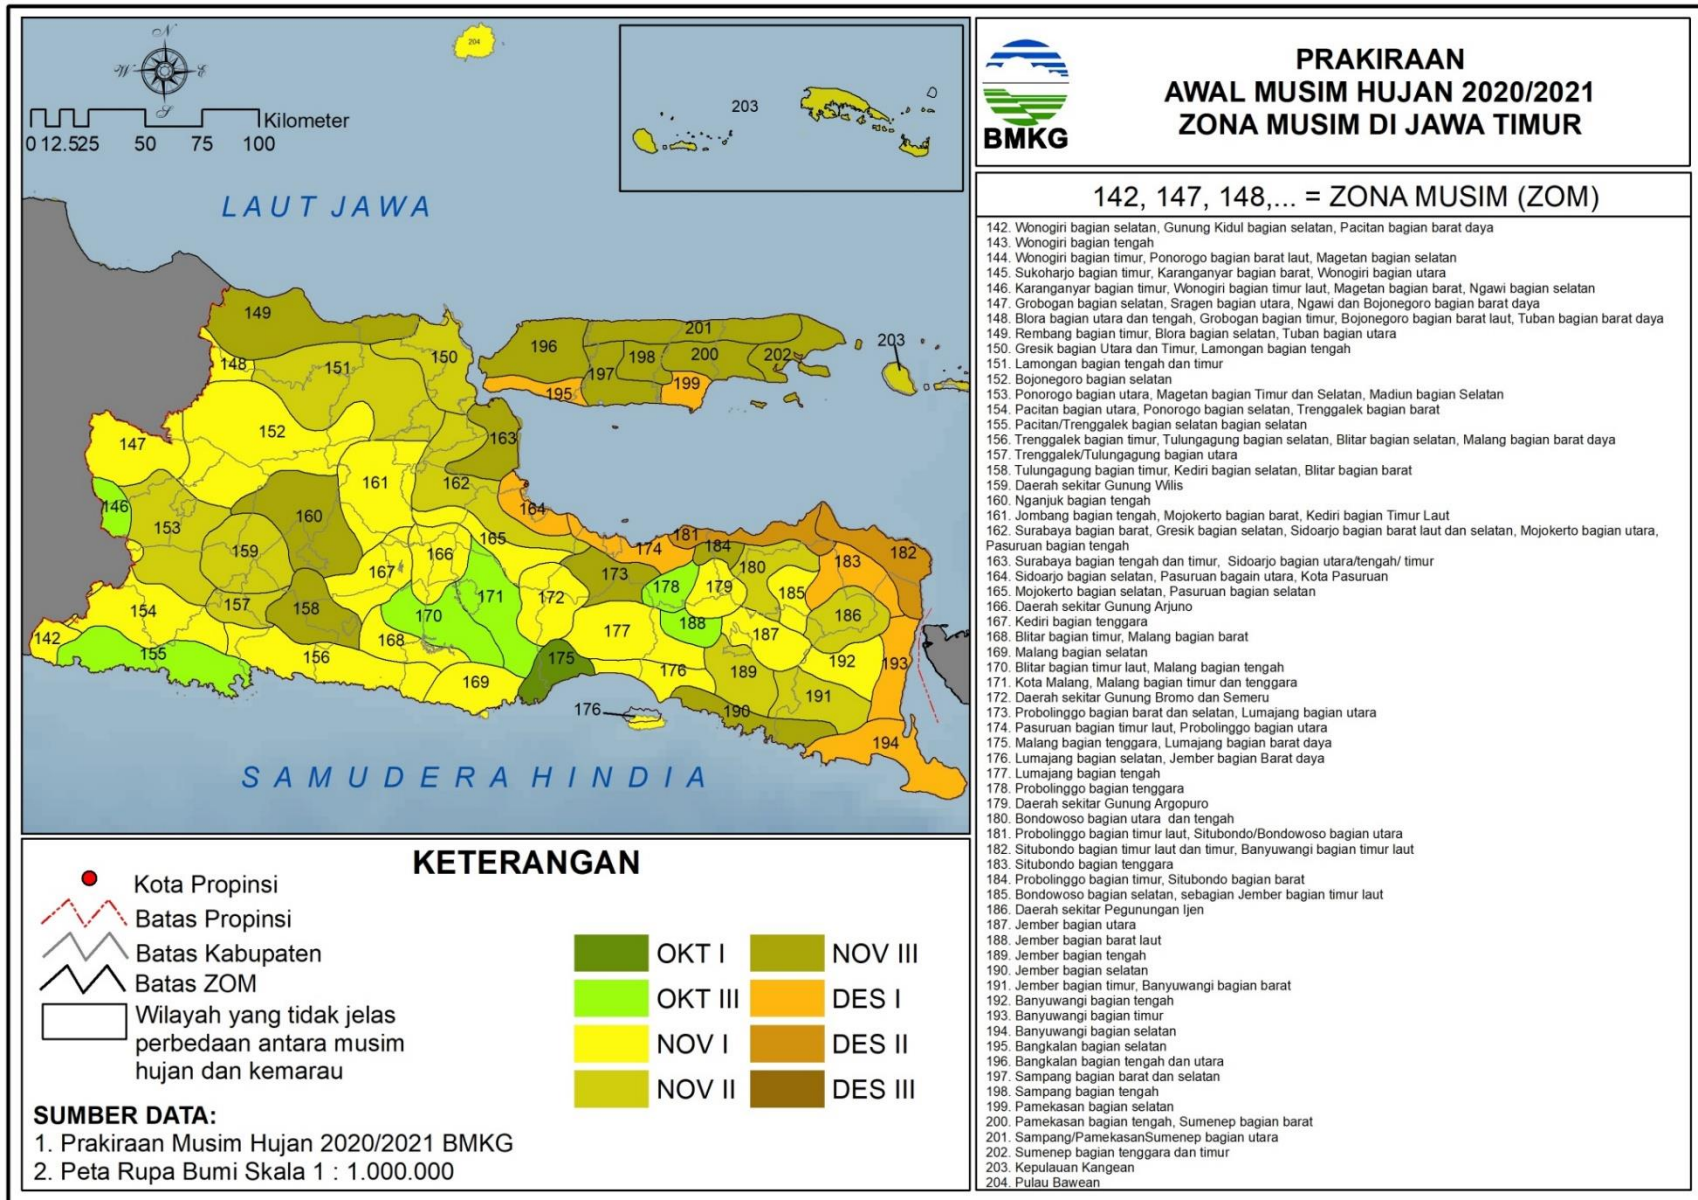 N
W
E
S
Kilometer
0 12.525 50 75 100
LAUT JAWA
SAMUDERA HINDIA
204
203
203
149
148
151
150
196
201
197
198
200
202
195
199
147
152
163
161
162
146
153
160
164
159
165
181
184
182
166
174
180
183
167
173
178
179
185
154
157
158
170
171
172
186
142
155
168
188
187
177
156
175
176
192
193
169
189
191
176
190
194
BMKG
PRAKIRAAN
AWAL MUSIM HUJAN 2020/2021
ZONA MUSIM DI JAWA TIMUR
142, 147, 148,... = ZONA MUSIM (ZOM)
142. Wonogiri bagian selatan, Gunung Kidul bagian selatan, Pacitan bagian barat daya
143. Wonogiri bagian tengah
144. Wonogiri bagian timur, Ponorogo bagian barat laut, Magetan bagian selatan
145. Sukoharjo bagian timur, Karanganyar bagian barat, Wonogiri bagian utara
146. Karanganyar bagian timur, Wonogiri bagian timur laut, Magetan bagian barat, Ngawi bagian selatan
147. Grobogan bagian selatan, Sragen bagian utara, Ngawi dan Bojonegoro bagian barat daya
148. Blora bagian utara dan tengah, Grobogan bagian timur, Bojonegoro bagian barat laut, Tuban bagian barat daya
149. Rembang bagian timur, Blora bagian selatan, Tuban bagian utara
150. Gresik bagian Utara dan Timur, Lamongan bagian tengah
151. Lamongan bagian tengah dan timur
152. Bojonegoro bagian selatan
153. Ponorogo bagian utara, Magetan bagian Timur dan Selatan, Madiun bagian Selatan
154. Pacitan bagian utara, Ponorogo bagian selatan, Trenggalek bagian barat
155. Pacitan/Trenggalek bagian selatan bagian selatan
156. Trenggalek bagian timur, Tulungagung bagian selatan, Blitar bagian selatan, Malang bagian barat daya
157. Trenggalek/Tulungagung bagian utara
158. Tulungagung bagian timur, Kediri bagian selatan, Blitar bagian barat
159. Daerah sekitar Gunung Wilis
160. Nganjuk bagian tengah
161. Jombang bagian tengah, Mojokerto bagian barat, Kediri bagian Timur Laut
162. Surabaya bagian barat, Gresik bagian selatan, Sidoarjo bagian barat laut dan selatan, Mojokerto bagian utara,
Pasuruan bagian tengah
163. Surabaya bagian tengah dan timur, Sidoarjo bagian utara/tengah/ timur
164. Sidoarjo bagian selatan, Pasuruan bagain utara, Kota Pasuruan
165. Mojokerto bagian selatan, Pasuruan bagian selatan
166. Daerah sekitar Gunung Arjuno
167. Kediri bagian tenggara
168. Blitar bagian timur, Malang bagian barat
169. Malang bagian selatan
170. Blitar bagian timur laut, Malang bagian tengah
171. Kota Malang, Malang bagian timur dan tenggara
172. Daerah sekitar Gunung Bromo dan Semeru
173. Probolinggo bagian barat dan selatan, Lumajang bagian utara
174. Pasuruan bagian timur laut, Probolinggo bagian utara
175. Malang bagian tenggara, Lumajang bagian barat daya
176. Lumajang bagian selatan, Jember bagian Barat daya
177. Lumajang bagian tengah
178. Probolinggo bagian tenggara
179. Daerah sekitar Gunung Argopuro
180. Bondowoso bagian utara dan tengah
181. Probolinggo bagian timur laut, Situbondo/Bondowoso bagian utara
182. Situbondo bagian timur laut dan timur, Banyuwangi bagian timur laut
183. Situbondo bagian tenggara
184. Probolinggo bagian timur, Situbondo bagian barat
185. Bondowoso bagian selatan, sebagian Jember bagian timur laut
186. Daerah sekitar Pegunungan Ijen
187. Jember bagian utara
188. Jember bagian barat laut
189. Jember bagian tengah
190. Jember bagian selatan
191. Jember bagian timur, Banyuwangi bagian barat
192. Banyuwangi bagian tengah
193. Banyuwangi bagian timur
194. Banyuwangi bagian selatan
195. Bangkalan bagian selatan
196. Bangkalan bagian tengah dan utara
197. Sampang bagian barat dan selatan
198. Sampang bagian tengah
199. Pamekasan bagian selatan
200. Pamekasan bagian tengah, Sumenep bagian barat
201. Sampang/PamekasanSumenep bagian utara
202. Sumenep bagian tenggara dan timur
203. Kepulauan Kangean
204. Pulau Bawean
KETERANGAN
Kota Propinsi
Batas Propinsi
Batas Kabupaten
Batas ZOM
Wilayah yang tidak jelas
perbedaan antara musim
hujan dan kemarau
OKT I
OKT III
NOV I
NOV II
NOV III
DES I
DES II
DES III
SUMBER DATA:
1. Prakiraan Musim Hujan 2020/2021 BMKG
2. Peta Rupa Bumi Skala 1 : 1.000.000